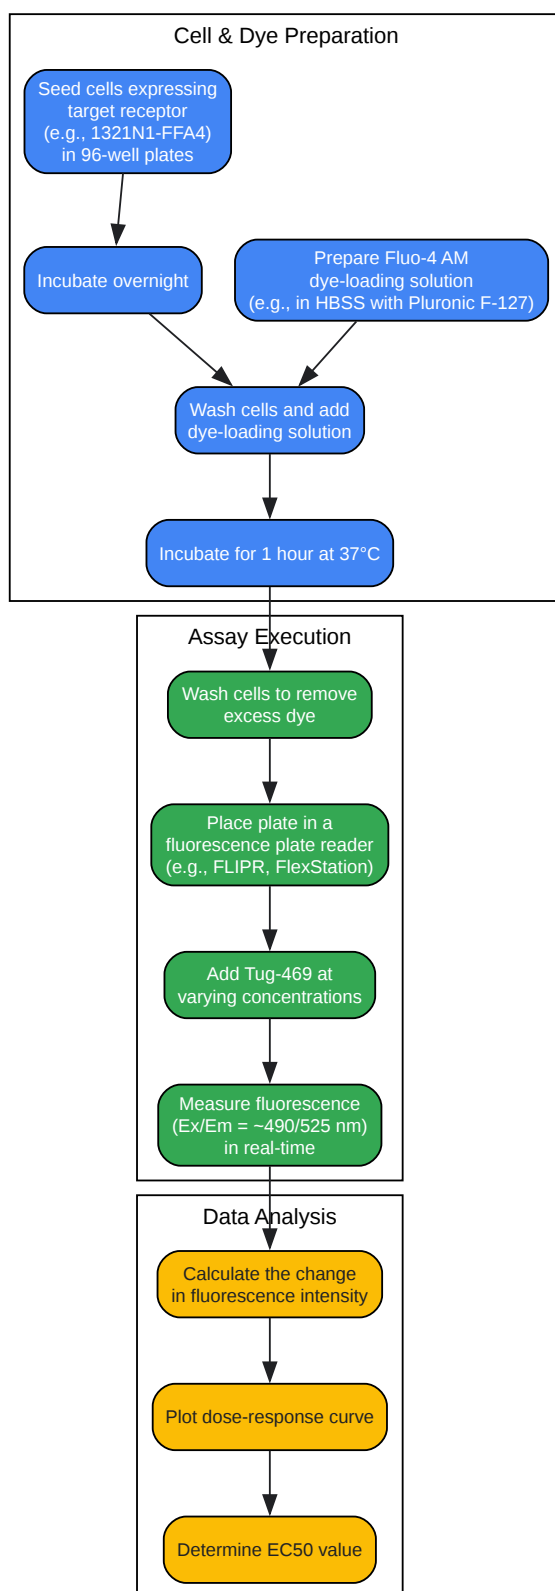 Cell & Dye Preparation
Seed cells expressing
target receptor
(e.g., 1321N1-FFA4)
in 96-well plates
Incubate overnight
Prepare Fluo-4 AM
dye-loading solution
(e.g., in HBSS with Pluronic F-127)
Wash cells and add
dye-loading solution
Incubate for 1 hour at 37°C
Assay Execution
Wash cells to remove
excess dye
Place plate in a
fluorescence plate reader
(e.g., FLIPR, FlexStation)
Add Tug-469 at
varying concentrations
Measure fluorescence
(Ex/Em = ~490/525 nm)
in real-time
Data Analysis
Calculate the change
in fluorescence intensity
Plot dose-response curve
Determine EC50 value